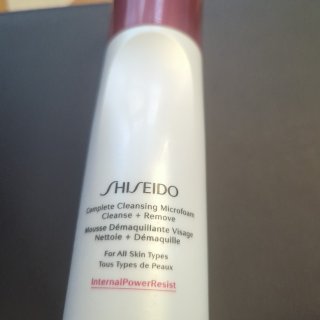 SHISEIDO
Complete Cleansing Microfoam
Cleanse + Remove
Mousse Démaquillante Visage
Nettoie + Démaquille
For All Skin Types
Tous Types de Peaux
InternalPowerResist